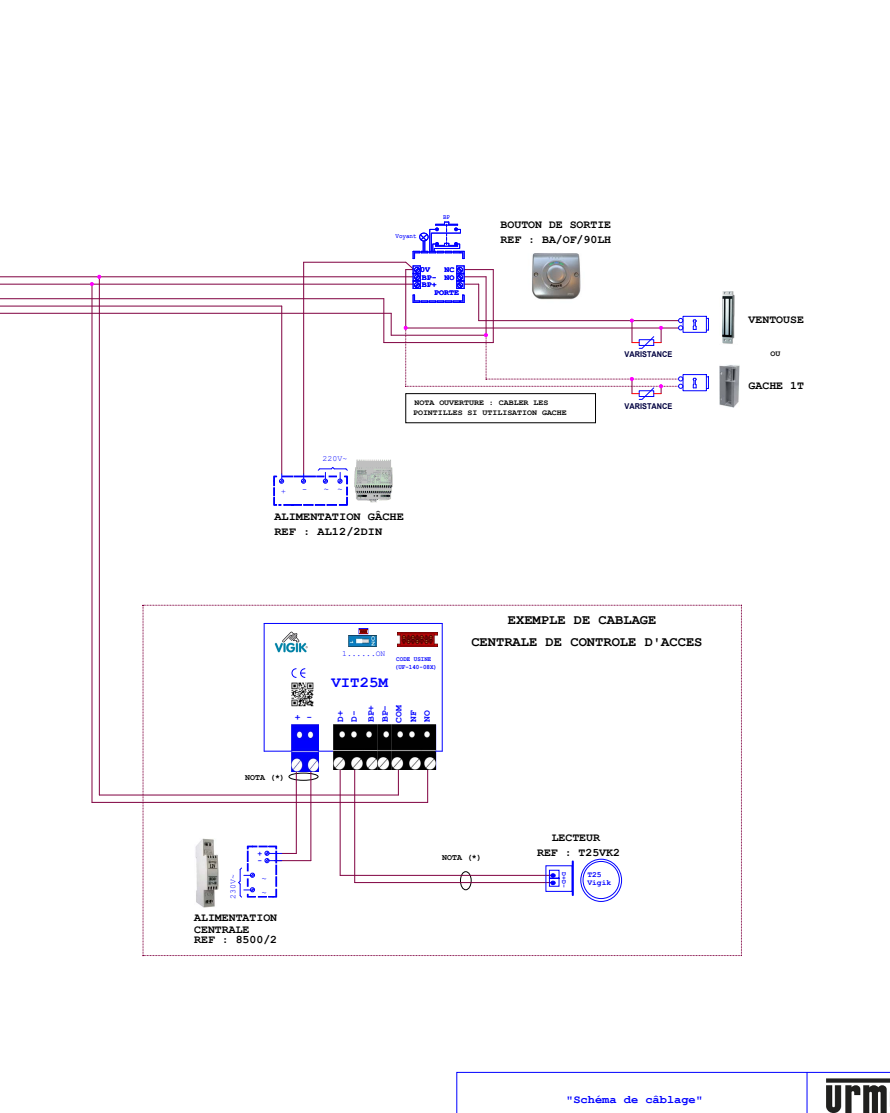 BP
Voyant
BOUTON DE SORTIE
REF : BA/OF/90LH
0V
NC
BP-
NO
BP+
PORTE
VENTOUSE
OU
VARISTANCE
GACHE 1T
NOTA OUVERTURE : CABLER LES
POINTILLES SI UTILISATION GACHE
VARISTANCE
220V~
+ - ~ ~
ALIMENTATION GÂCHE
REF : AL12/2DIN
EXEMPLE DE CABLAGE
CENTRALE DE CONTROLE D'ACCES
VIGIK
1......ON
CODE USINE
(UF-140-08X)
CE
VIT25M
+ -
D+ D- BP+ BP- COM NF NO
NOTA (*)
LECTEUR
REF : T25VK2
NOTA (*)
D+
D-
T25
Vigik
+
-
~
~
230V~
ALIMENTATION
CENTRALE
REF : 8500/2
"Schéma de câblage"
urm